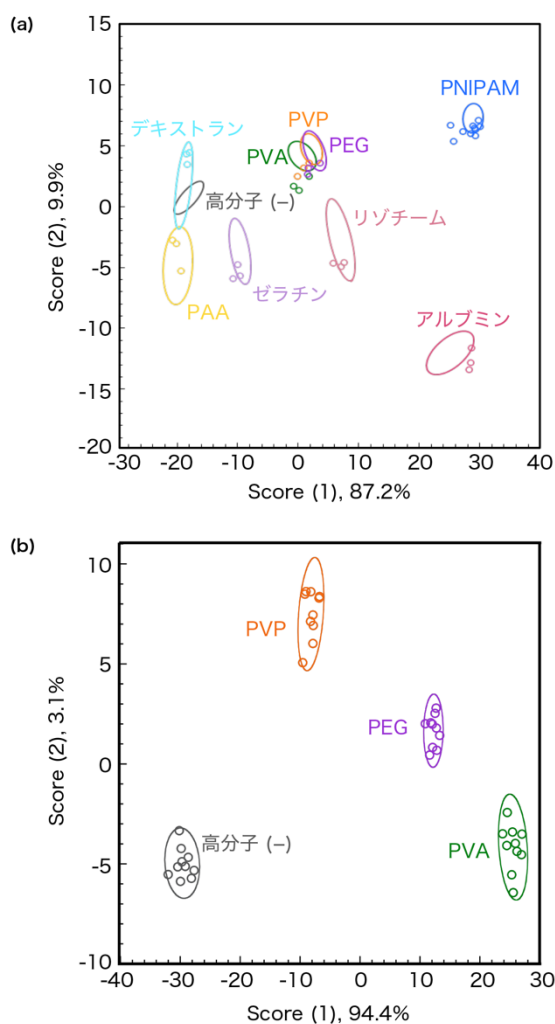 (a)
15
10
5
0
-5
-10
-15
-20
Score (2), 9.9%
PNIPAM
デキストラン
PVP
PVA
PEG
高分子 (–)
リゾチーム
ゼラチン
PAA
アルブミン
-30 -20 -10 0 10 20 30 40
Score (1), 87.2%
(b)
10
5
0
-5
-10
Score (2), 3.1%
PVP
PEG
高分子 (–)
PVA
-40 -30 -20 -10 0 10 20 30
Score (1), 94.4%